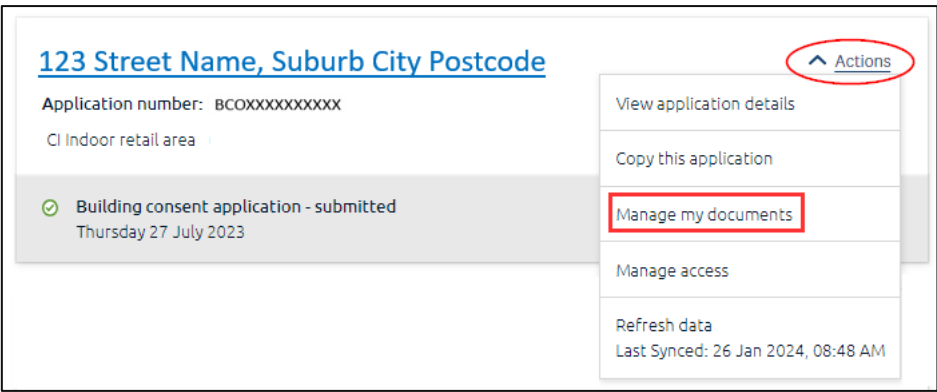 123 Street Name, Suburb City Postcode
Actions
Application number: BCOXXXXXXXXXX
CI Indoor retail area
Building consent application - submitted
Thursday 27 July 2023
View application details
Copy this application
Manage my documents
Manage access
Refresh data
Last Synced: 26 Jan 2024, 08:48 AM